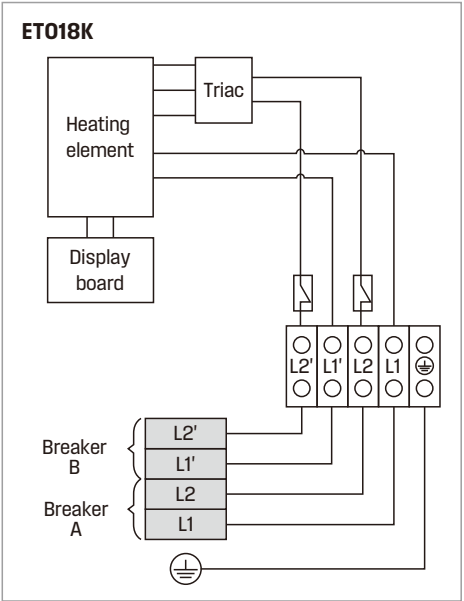 ETO18K
Triac
Heating
element
Display
board
L2' L1' L2 L1
L2'
L1'
L2
L1
Breaker
B
Breaker
A